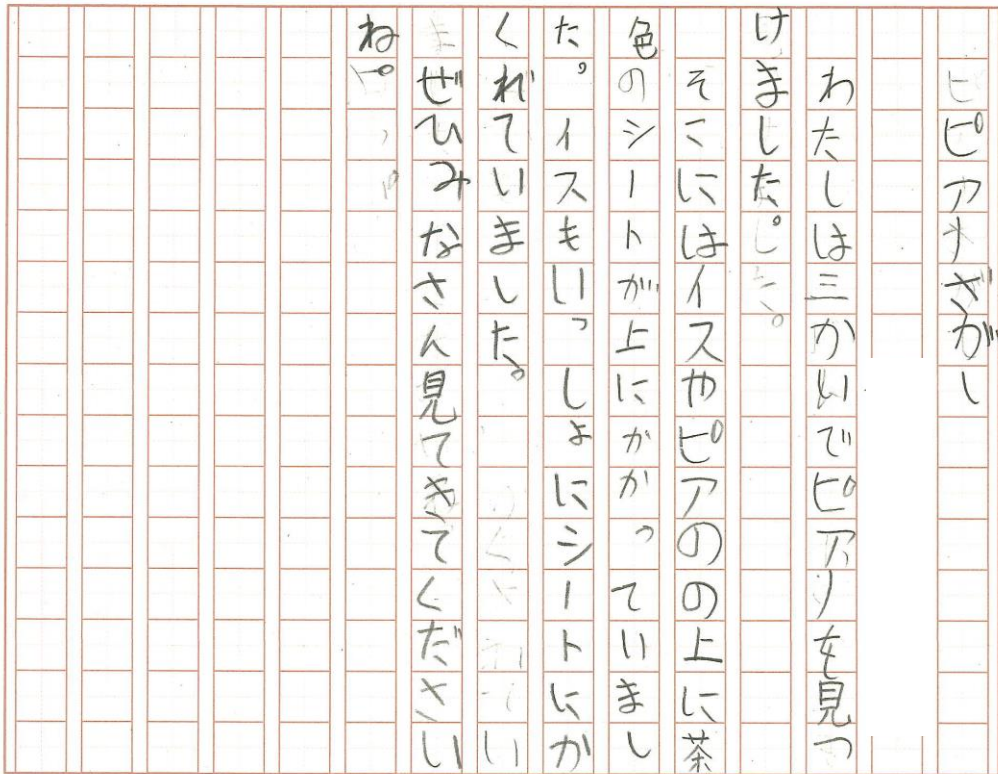 ピアノさがし
わたしは三かいでピアノを見つ
けました。
そこにはイスやピアのの上に茶
色のシートが上にかかっていまし
た。イスもいっしょにシートにか
くれていました。
ぜひみなさん見てきてください
ね。